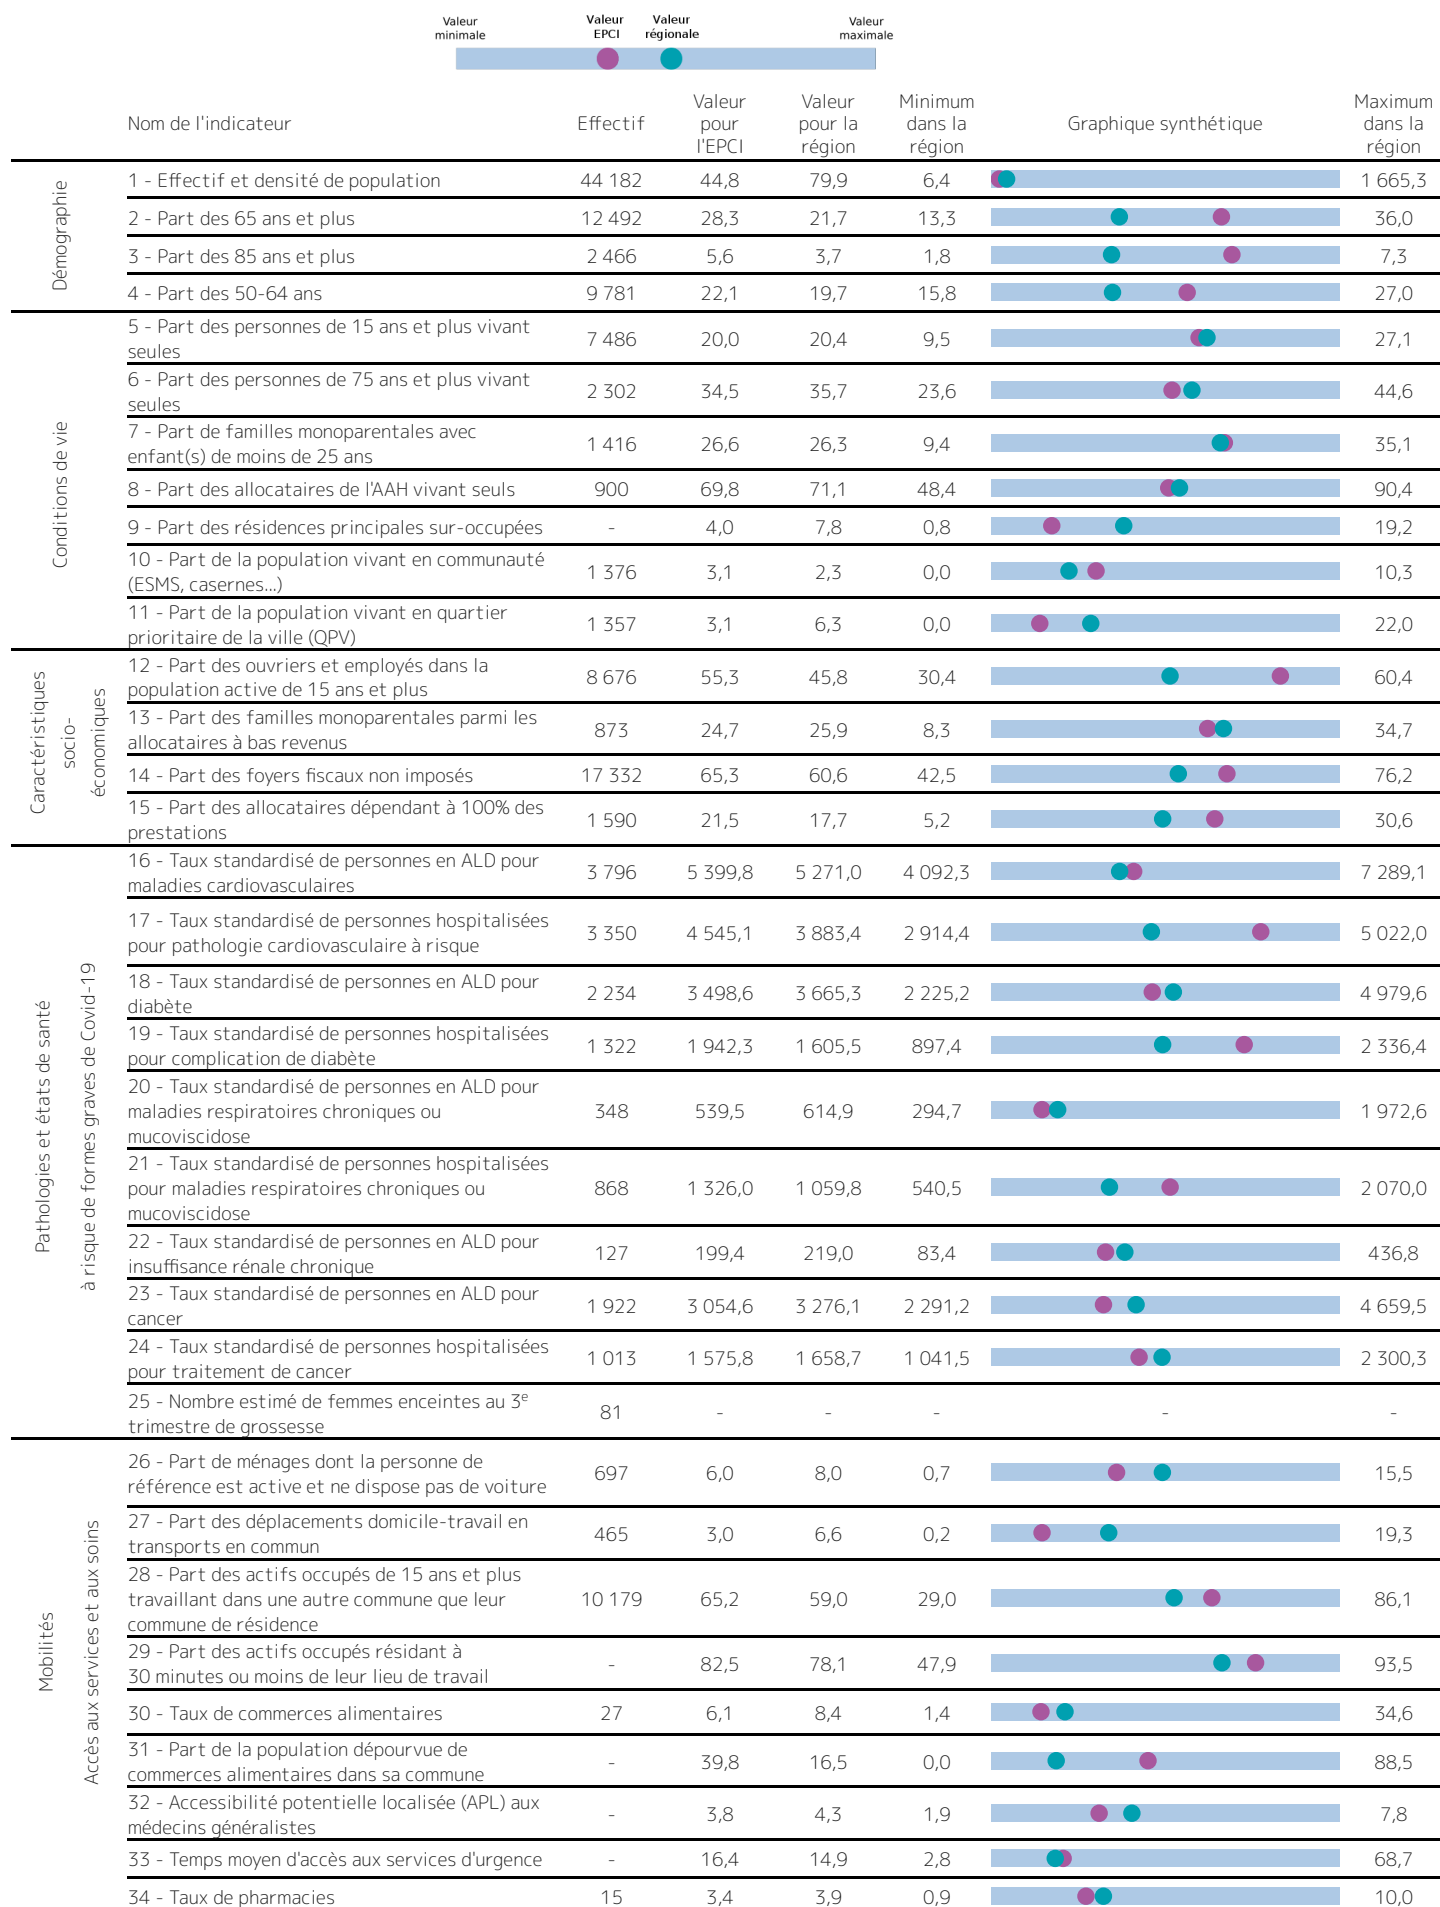 Valeur minimale
Valeur EPCI
Valeur régionale
Valeur maximale
Nom de l'indicateur Effectif Valeur pour l'EPCI Valeur pour la région Minimum dans la région Graphique synthétique Maximum dans la région
Démographie
1 - Effectif et densité de population 44 182 44,8 79,9 6,4 1 665,3
2 - Part des 65 ans et plus 12 492 28,3 21,7 13,3 36,0
3 - Part des 85 ans et plus 2 466 5,6 3,7 1,8 7,3
4 - Part des 50-64 ans 9 781 22,1 19,7 15,8 27,0
Conditions de vie
5 - Part des personnes de 15 ans et plus vivant
seules 7 486 20,0 20,4 9,5 27,1
6 - Part des personnes de 75 ans et plus vivant
seules 2 302 34,5 35,7 23,6 44,6
7 - Part de familles monoparentales avec
enfant(s) de moins de 25 ans 1 416 26,6 26,3 9,4 35,1
8 - Part des allocataires de l'AAH vivant seuls 900 69,8 71,1 48,4 90,4
9 - Part des résidences principales sur-occupées - 4,0 7,8 0,8 19,2
10 - Part de la population vivant en communauté
(ESMS, casernes...) 1 376 3,1 2,3 0,0 10,3
11 - Part de la population vivant en quartier
prioritaire de la ville (QPV) 1 357 3,1 6,3 0,0 22,0
Caractéristiques
socio-
économiques
12 - Part des ouvriers et employés dans la
population active de 15 ans et plus 8 676 55,3 45,8 30,4 60,4
13 - Part des familles monoparentales parmi les
allocataires à bas revenus 873 24,7 25,9 8,3 34,7
14 - Part des foyers fiscaux non imposés 17 332 65,3 60,6 42,5 76,2
15 - Part des allocataires dépendant à 100% des
prestations 1 590 21,5 17,7 5,2 30,6
Pathologies et états de santé
à risque de formes graves de Covid-19
16 - Taux standardisé de personnes en ALD pour
maladies cardiovasculaires 3 796 5 399,8 5 271,0 4 092,3 7 289,1
17 - Taux standardisé de personnes hospitalisées
pour pathologie cardiovasculaire à risque 3 350 4 545,1 3 883,4 2 914,4 5 022,0
18 - Taux standardisé de personnes en ALD pour
diabète 2 234 3 498,6 3 665,3 2 225,2 4 979,6
19 - Taux standardisé de personnes hospitalisées
pour complication de diabète 1 322 1 942,3 1 605,5 897,4 2 336,4
20 - Taux standardisé de personnes en ALD pour
maladies respiratoires chroniques ou
mucoviscidose 348 539,5 614,9 294,7 1 972,6
21 - Taux standardisé de personnes hospitalisées
pour maladies respiratoires chroniques ou
mucoviscidose 868 1 326,0 1 059,8 540,5 2 070,0
22 - Taux standardisé de personnes en ALD pour
insuffisance rénale chronique 127 199,4 219,0 83,4 436,8
23 - Taux standardisé de personnes en ALD pour
cancer 1 922 3 054,6 3 276,1 2 291,2 4 659,5
24 - Taux standardisé de personnes hospitalisées
pour traitement de cancer 1 013 1 575,8 1 658,7 1 041,5 2 300,3
25 - Nombre estimé de femmes enceintes au 3e
trimestre de grossesse 81 - - - - -
Mobilités
Accès aux services et aux soins
26 - Part de ménages dont la personne de
référence est active et ne dispose pas de voiture 697 6,0 8,0 0,7 15,5
27 - Part des déplacements domicile-travail en
transports en commun 465 3,0 6,6 0,2 19,3
28 - Part des actifs occupés de 15 ans et plus
travaillant dans une autre commune que leur
commune de résidence 10 179 65,2 59,0 29,0 86,1
29 - Part des actifs occupés résidant à
30 minutes ou moins de leur lieu de travail - 82,5 78,1 47,9 93,5
30 - Taux de commerces alimentaires 27 6,1 8,4 1,4 34,6
31 - Part de la population dépourvue de
commerces alimentaires dans sa commune - 39,8 16,5 0,0 88,5
32 - Accessibilité potentielle localisée (APL) aux
médecins généralistes - 3,8 4,3 1,9 7,8
33 - Temps moyen d'accès aux services d'urgence - 16,4 14,9 2,8 68,7
34 - Taux de pharmacies 15 3,4 3,9 0,9 10,0